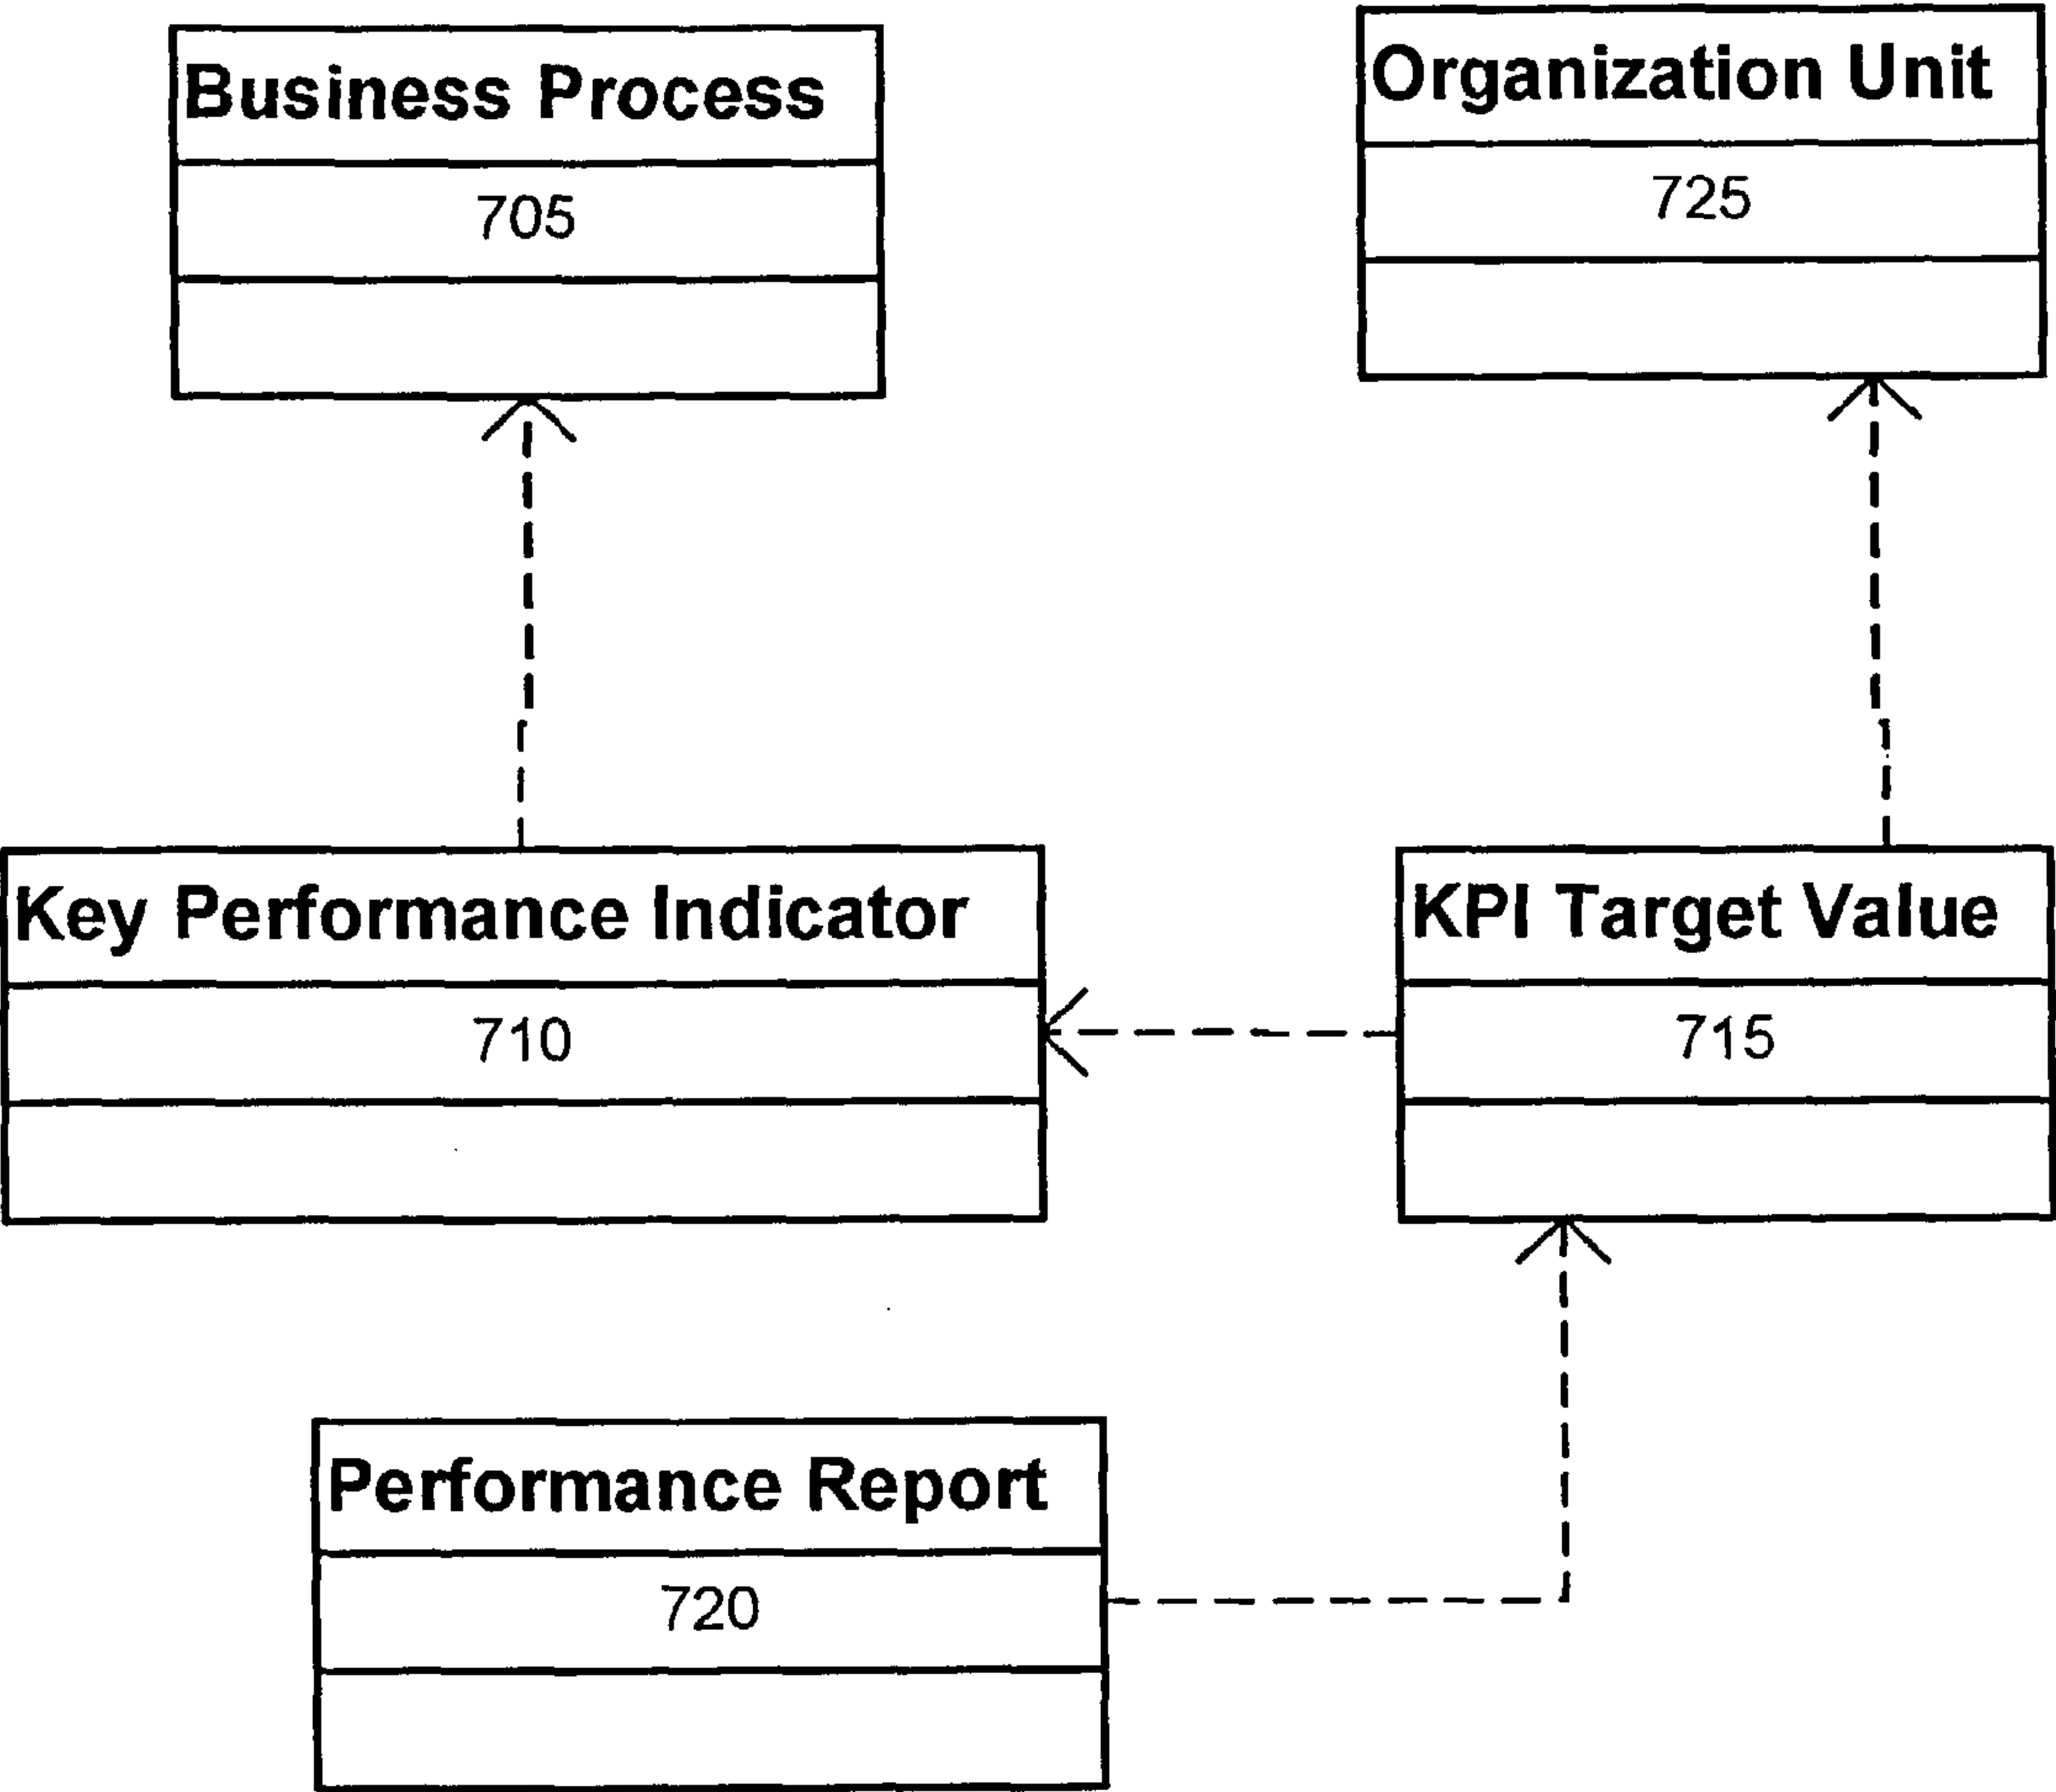 Business Process
705
Organization Unit
725
Key Performance Indicator
710
KPI Target Value
715
Performance Report
720